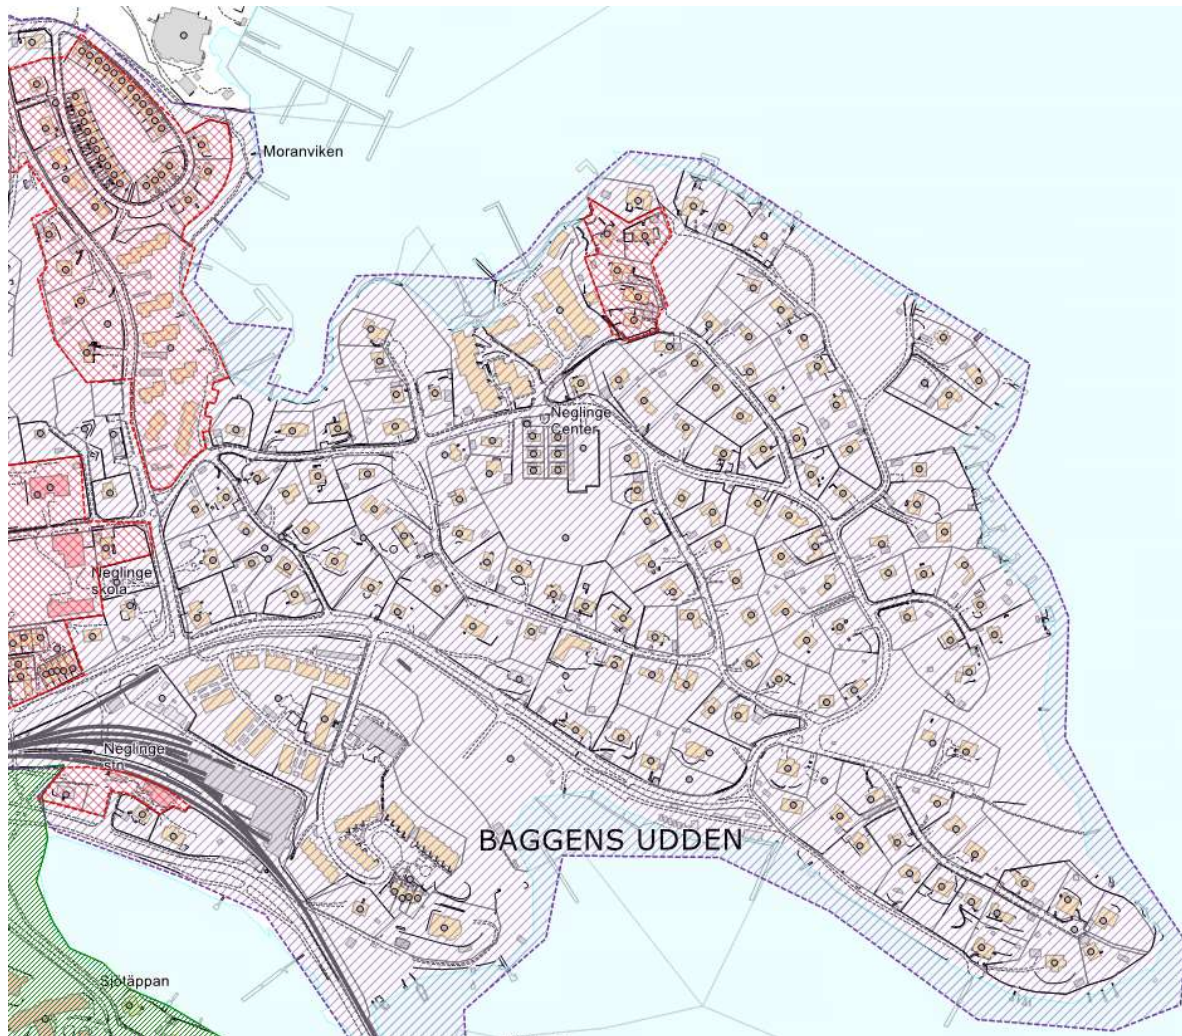 Moranviken
Neglinge
Center
Neglinge
skola
Neglinge
stn
BAGGENS UDDEN
Sjötäppan